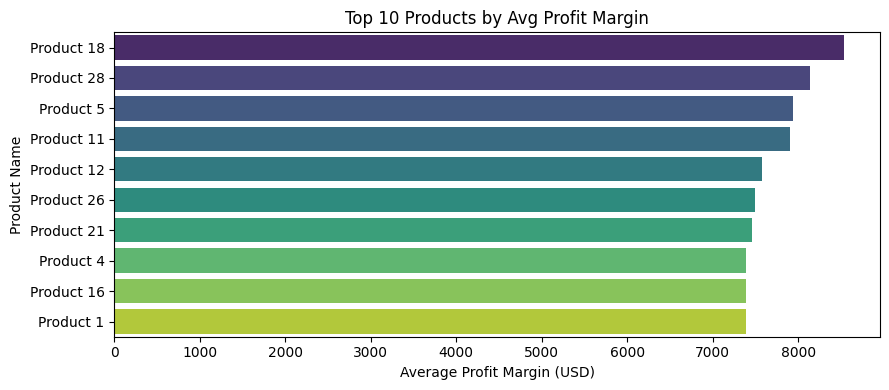 Top 10 Products by Avg Profit Margin
Product Name
Product 18
Product 28
Product 5
Product 11
Product 12
Product 26
Product 21
Product 4
Product 16
Product 1
0 1000 2000 3000 4000 5000 6000 7000 8000
Average Profit Margin (USD)